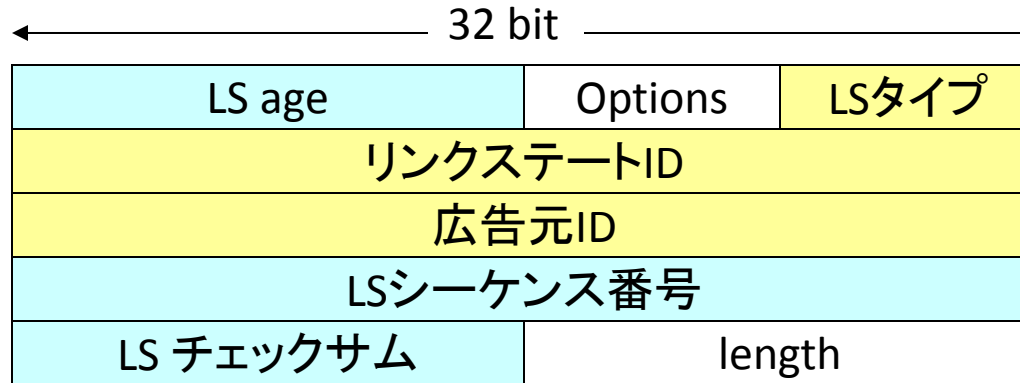 32 bit
LS age Options LSタイプ
リンクステートID
広告元ID
LSシーケンス番号
LS チェックサム length